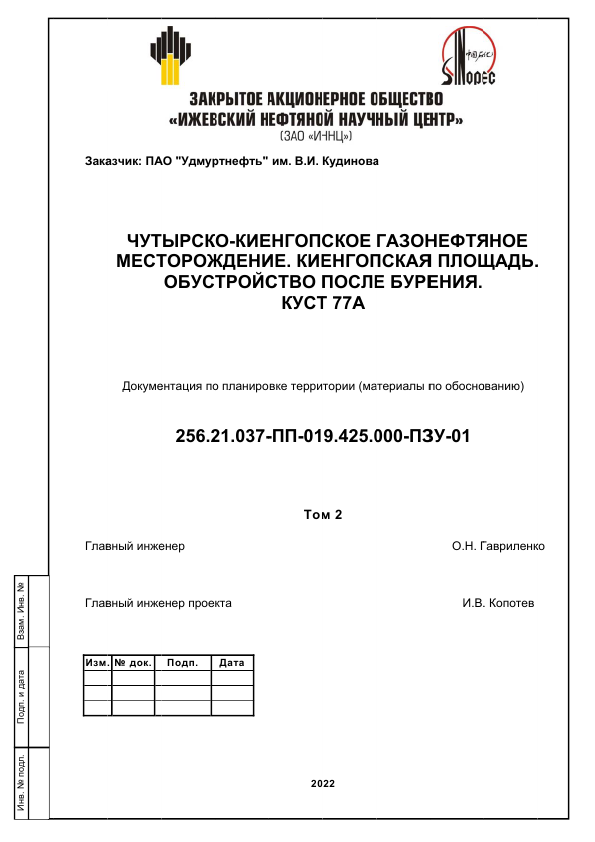 SINOPEC
ЗАКРЫТОЕ АКЦИОНЕРНОЕ ОБЩЕСТВО
«ИЖЕВСКИЙ НЕФТЯНОЙ НАУЧНЫЙ ЦЕНТР»
(ЗАО «ИННЦ»)
Заказчик: ПАО "Удмуртнефть" им. В.И. Кудинова
ЧУТЫРСКО-КИЕНГОПСКОЕ ГАЗОНЕФТЯНОЕ
МЕСТОРОЖДЕНИЕ. КИЕНГОПСКАЯ ПЛОЩАДЬ.
ОБУСТРОЙСТВО ПОСЛЕ БУРЕНИЯ.
КУСТ 77А
Документация по планировке территории (материалы по обоснованию)
256.21.037-ПП-019.425.000-ПЗУ-01
Том 2
Главный инженер О.Н. Гавриленко
Главный инженер проекта И.В. Копотев
Изм. № док. Подп. Дата
Взам. Инв. №
Подп. и дата
Инв. № подл.
2022